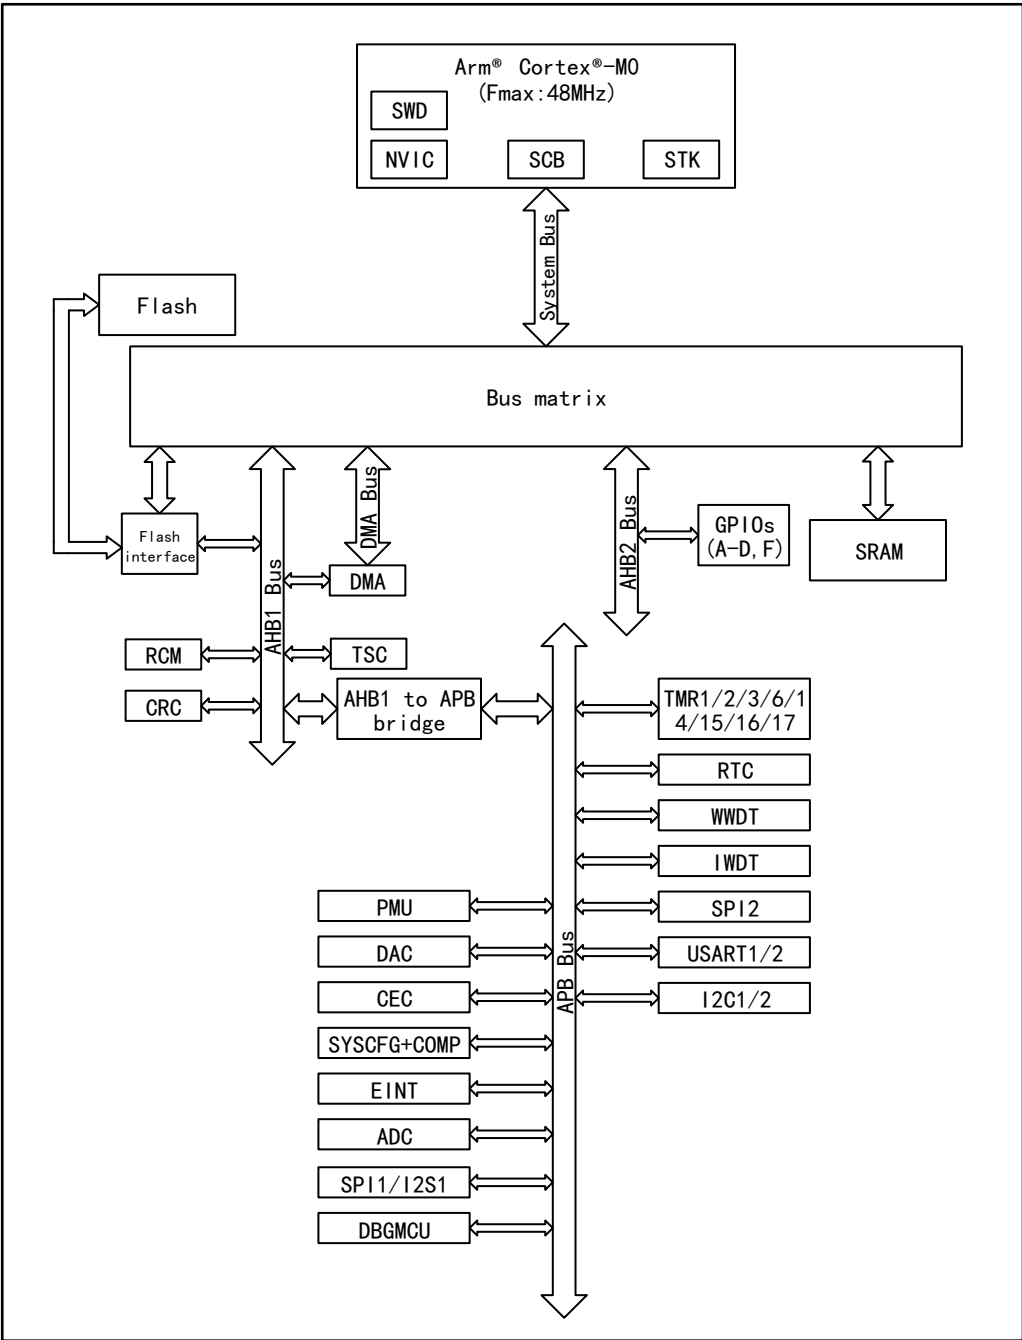 Arm® Cortex®-M0
(Fmax:48MHz)
SWD
NVIC
SCB
STK
System Bus
Flash
Bus matrix
DMA Bus
AHB2 Bus
GPIOs
(A-D,F)
SRAM
Flash
interface
AHB1 Bus
DMA
RCM
TSC
CRC
AHB1 to APB
bridge
TMR1/2/3/6/1
4/15/16/17
RTC
WWDT
IWDT
PMU
SPI2
APB Bus
DAC
USART1/2
CEC
I2C1/2
SYSCFG+COMP
EINT
ADC
SPI1/I2S1
DBGMCU